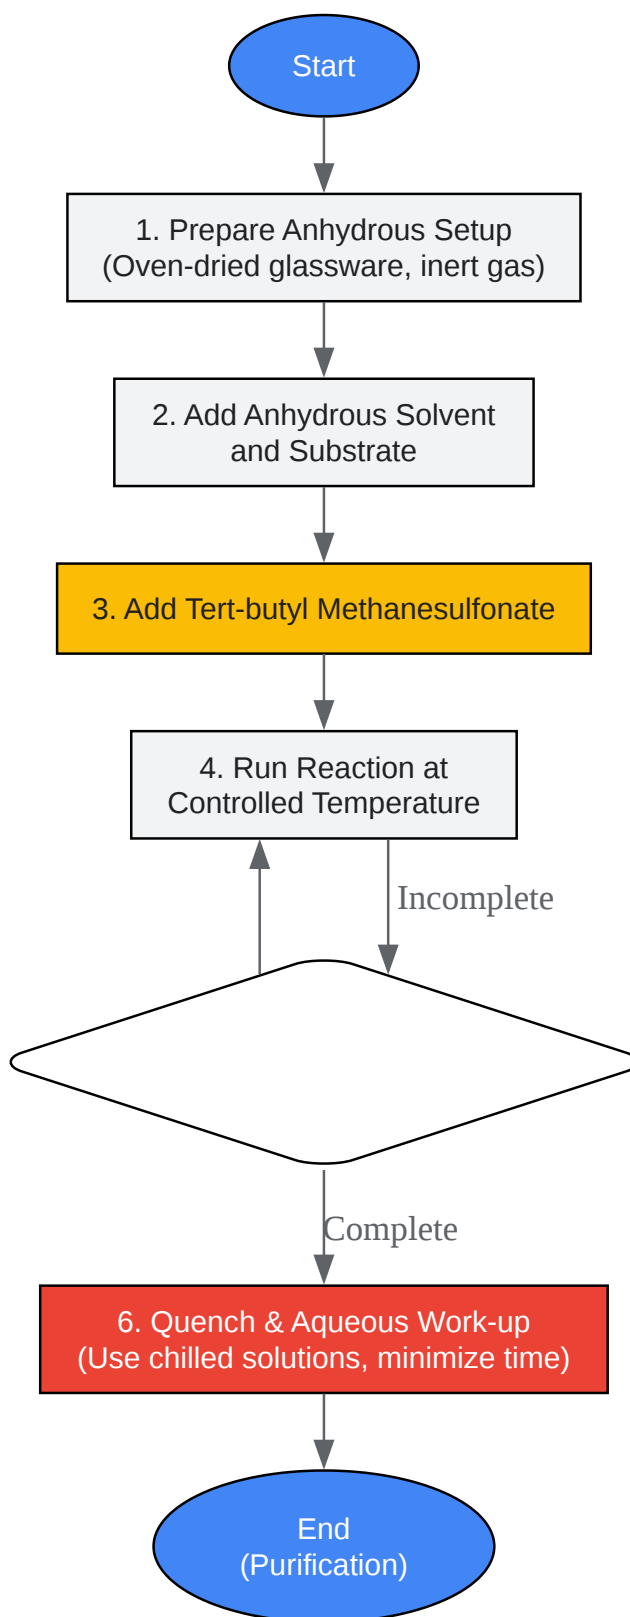 Start
1. Prepare Anhydrous Setup
(Oven-dried glassware, inert gas)
2. Add Anhydrous Solvent
and Substrate
3. Add Tert-butyl Methanesulfonate
4. Run Reaction at
Controlled Temperature
Incomplete
Complete
6. Quench & Aqueous Work-up
(Use chilled solutions, minimize time)
End
(Purification)